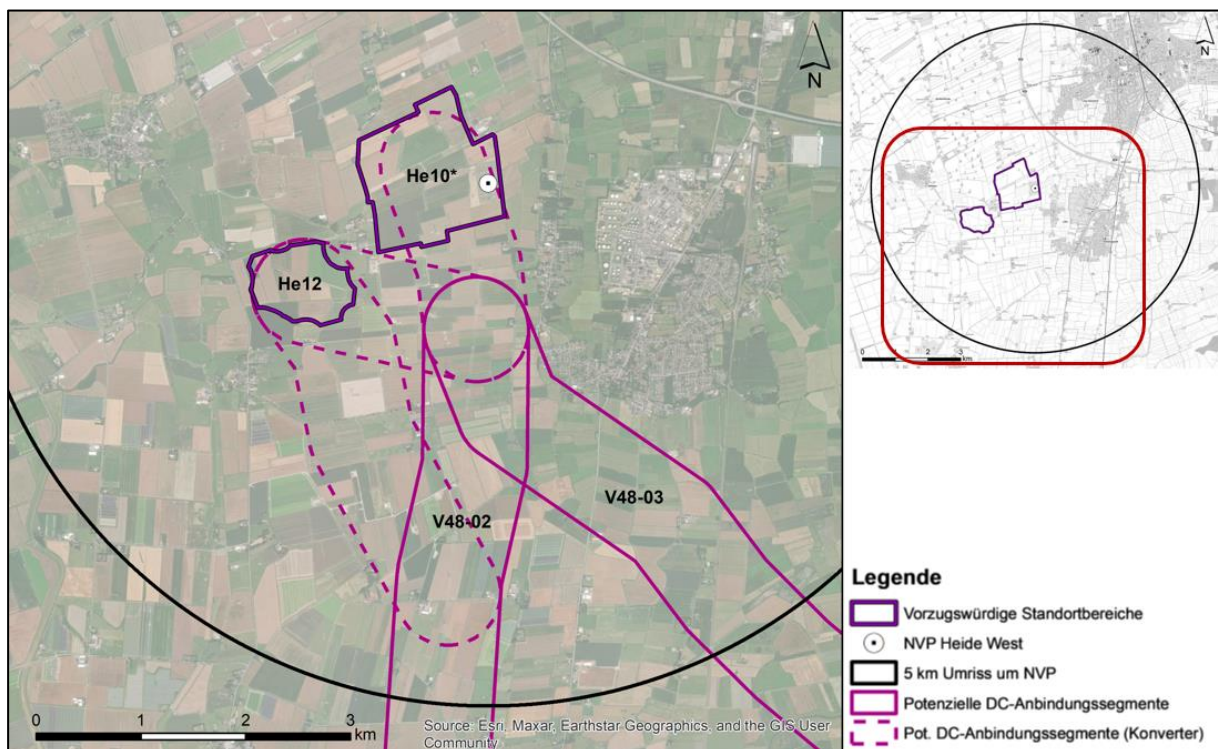 N
He10*
He12
V48-03
V48-02
0
1
2
3
km
Source: Esri, Maxar, Earthstar Geographics, and the GIS User
Community
N
0
1
2
3
km
Legende
Vorzugswürdige Standortbereiche
NVP Heide West
5 km Umriss um NVP
Potenzielle DC-Anbindungssegmente
Pot. DC-Anbindungssegmente (Konverter)